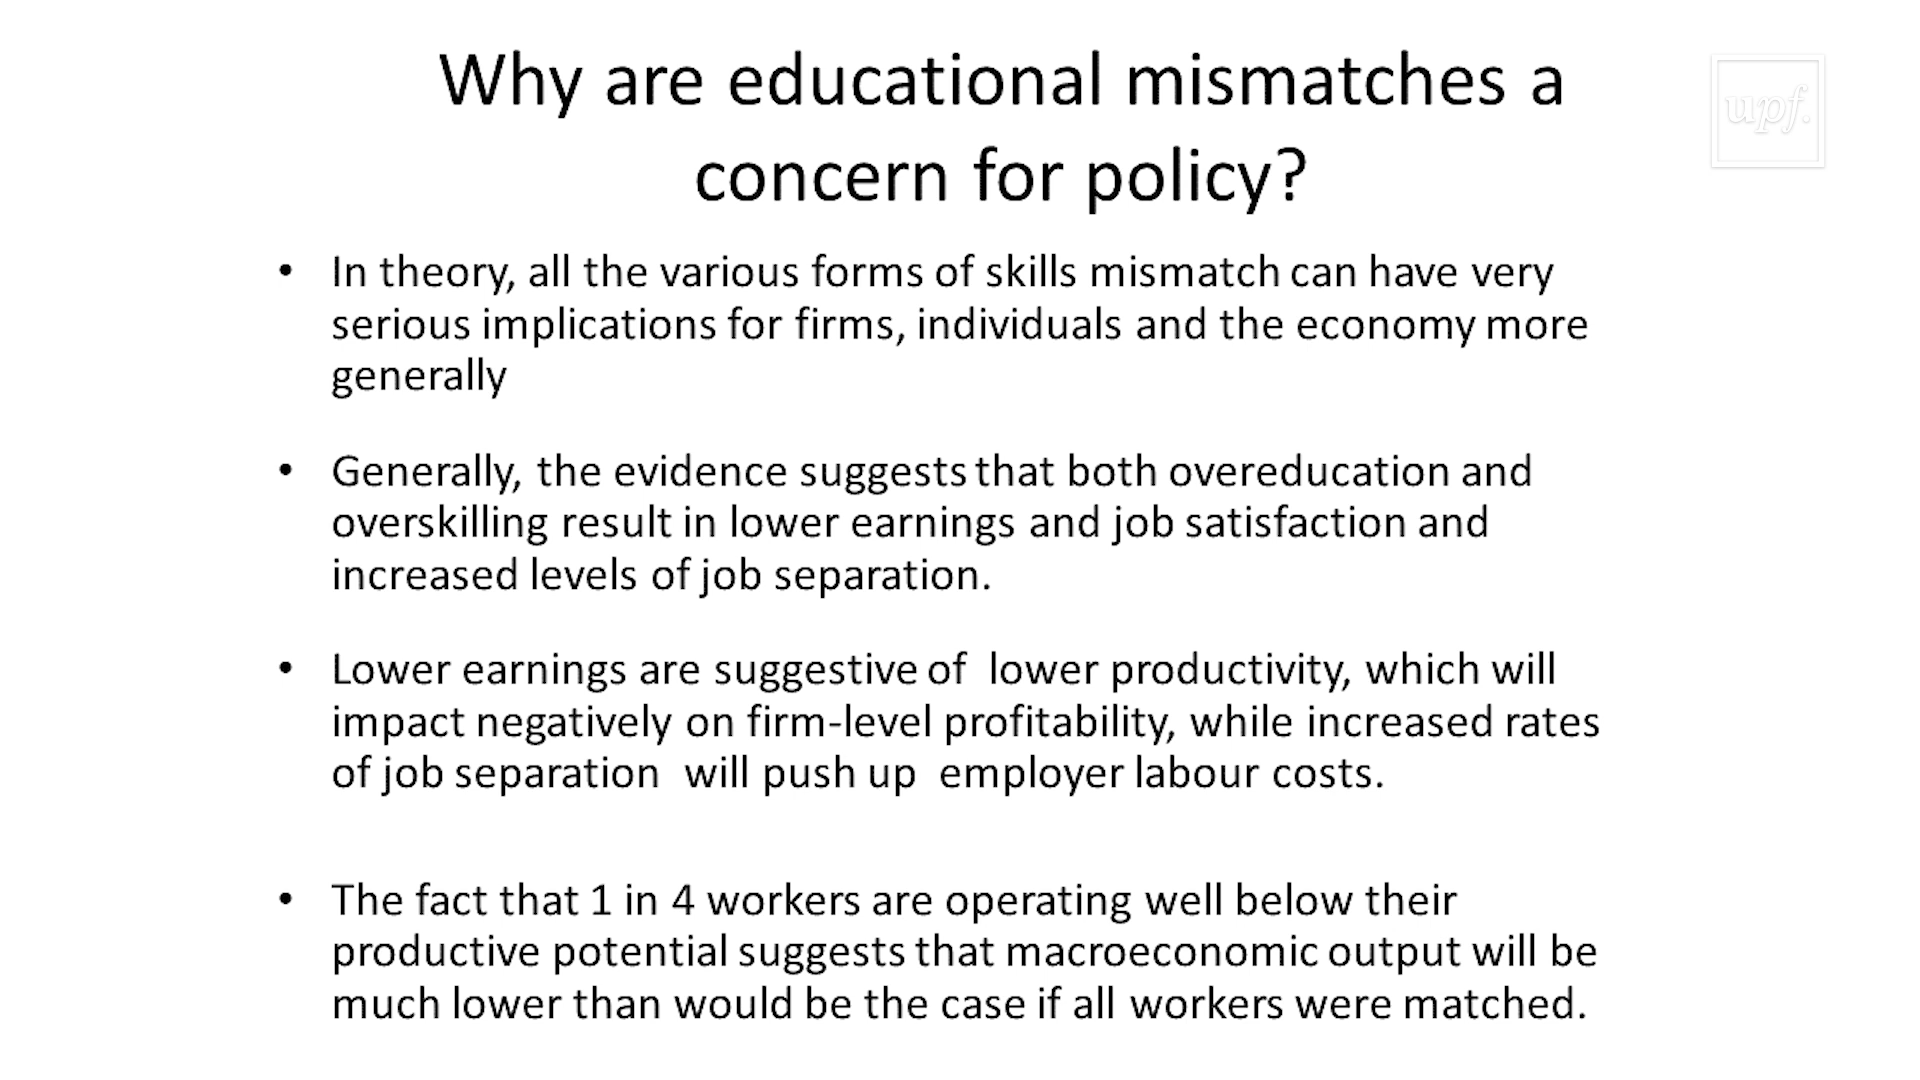 Why are educational mismatches a
concern for policy?
upf.
• In theory, all the various forms of skills mismatch can have very
serious implications for firms, individuals and the economy more
generally
• Generally, the evidence suggests that both overeducation and
overskilling result in lower earnings and job satisfaction and
increased levels of job separation.
• Lower earnings are suggestive of lower productivity, which will
impact negatively on firm-level profitability, while increased rates
of job separation will push up employer labour costs.
• The fact that 1 in 4 workers are operating well below their
productive potential suggests that macroeconomic output will be
much lower than would be the case if all workers were matched.